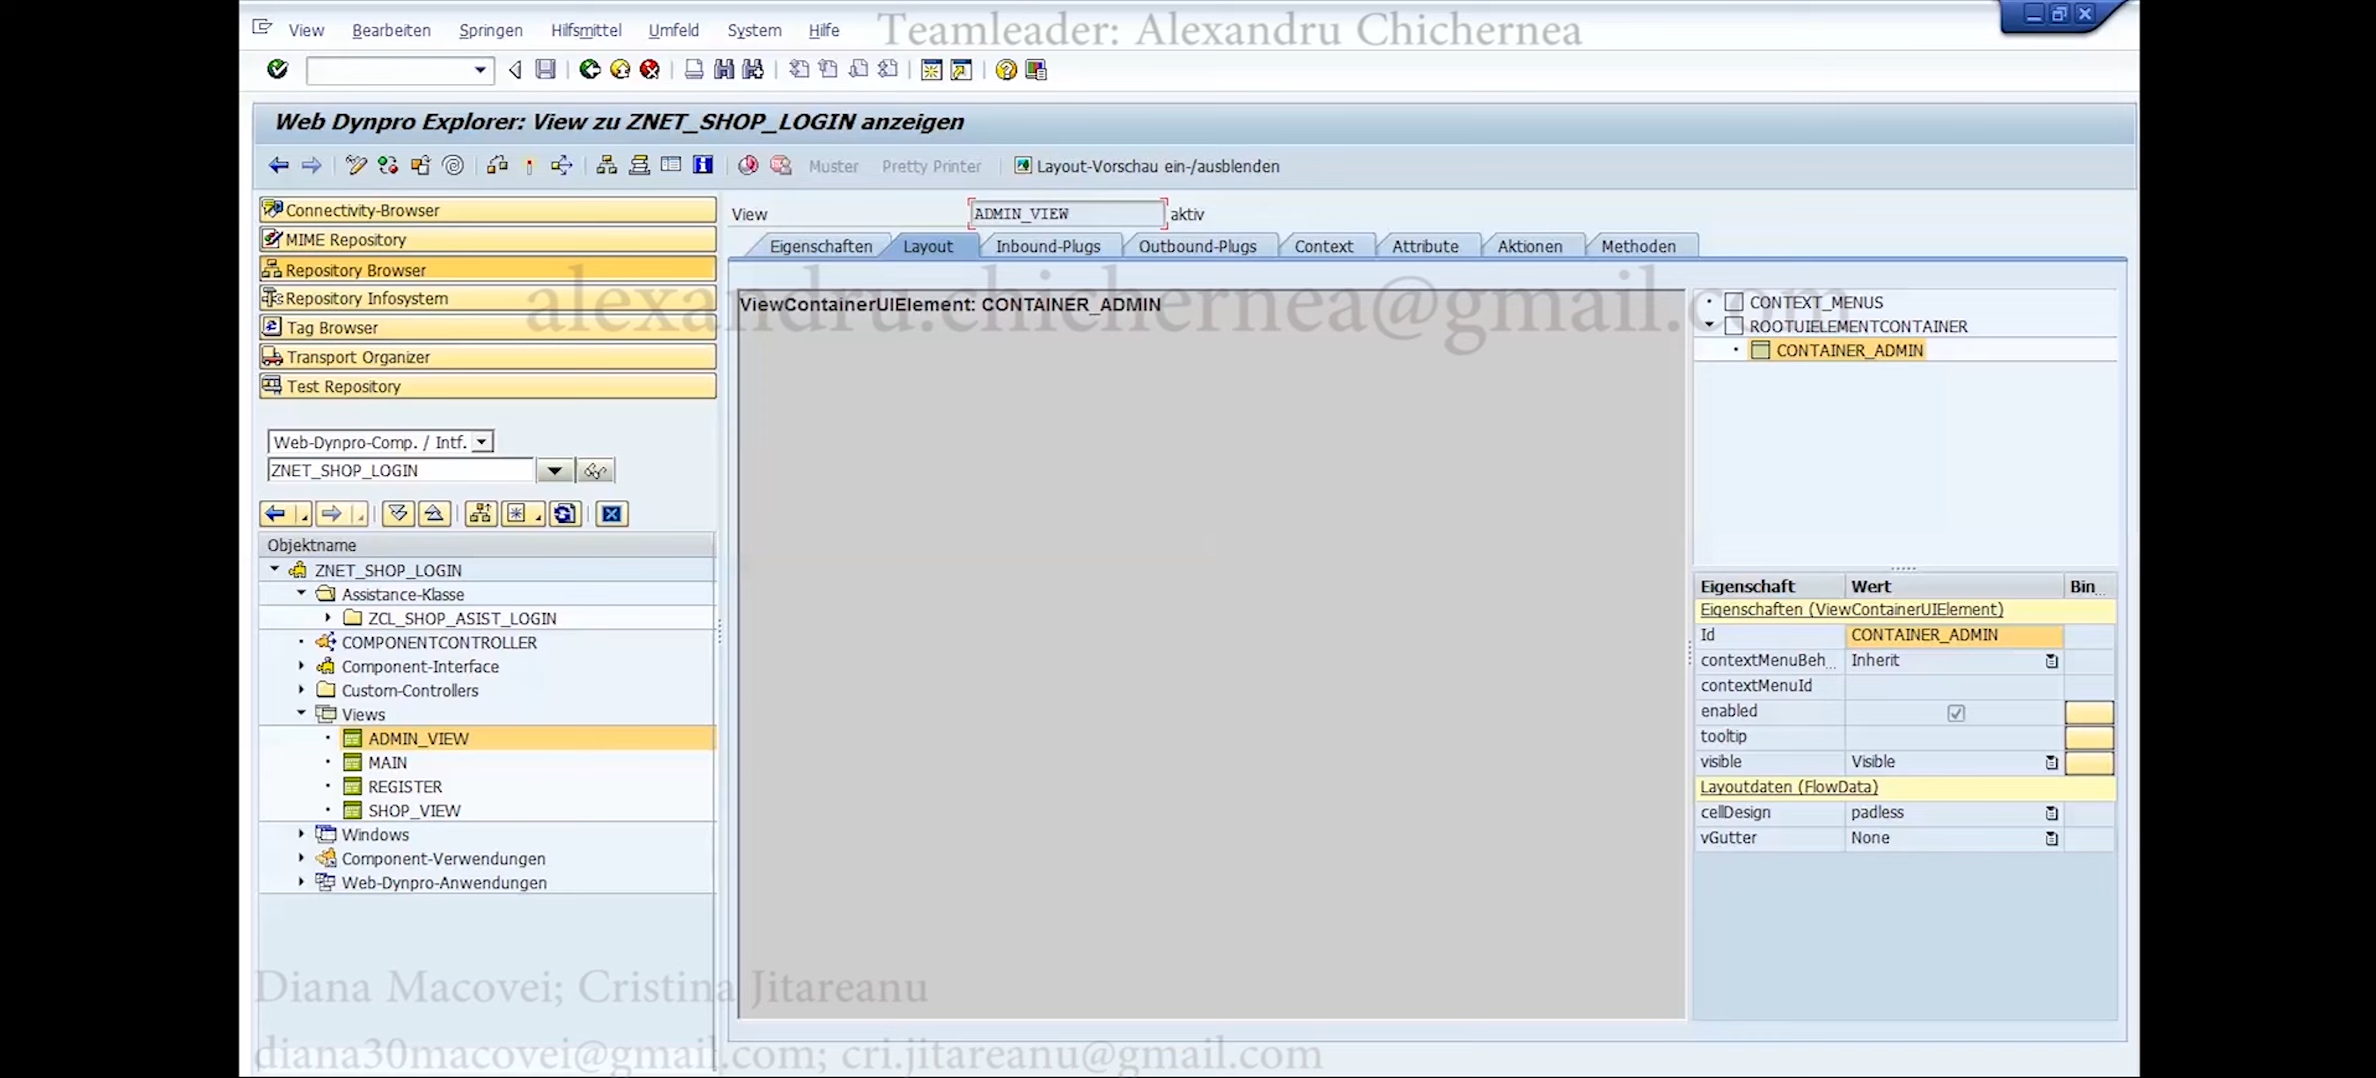 View Bearbeiten Springen Hilfsmittel Umfeld System Hilfe
Teamleader: Alexandru Chichernea
Web Dynpro Explorer: View zu ZNET_SHOP_LOGIN anzeigen
Muster Pretty Printer Layout-Vorschau ein-/ausblenden
Connectivity-Browser
MIME Repository
Repository Browser
Repository Infosystem
Tag Browser
Transport Organizer
Test Repository
Web-Dynpro-Comp. / Intf.
ZNET_SHOP_LOGIN
Objektname
ZNET_SHOP_LOGIN
Assistance-Klasse
ZCL_SHOP_ASIST_LOGIN
COMPONENTCONTROLLER
Component-Interface
Custom-Controllers
Views
ADMIN_VIEW
MAIN
REGISTER
SHOP_VIEW
Windows
Component-Verwendungen
Web-Dynpro-Anwendungen
View ADMIN_VIEW aktiv
Eigenschaften Layout Inbound-Plugs Outbound-Plugs Context Attribute Aktionen Methoden
alexandru.chichernea@gmail.com
ViewContainerUIElement: CONTAINER_ADMIN
CONTEXT_MENUS
ROOTUIELEMENTCONTAINER
CONTAINER_ADMIN
Eigenschaft Wert Bin...
Eigenschaften (ViewContainerUIElement)
Id CONTAINER_ADMIN
contextMenuBeh... Inherit
contextMenuId
enabled
tooltip
visible Visible
Layoutdaten (FlowData)
cellDesign padless
vGutter None
Diana Macovei; Cristina Jitareanu
diana30macovei@gmail.com; cri.jitareanu@gmail.com